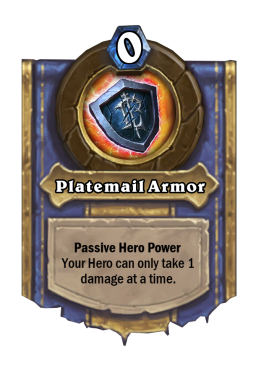 0
Platemail Armor
Passive Hero Power
Your Hero can only take 1
damage at a time.